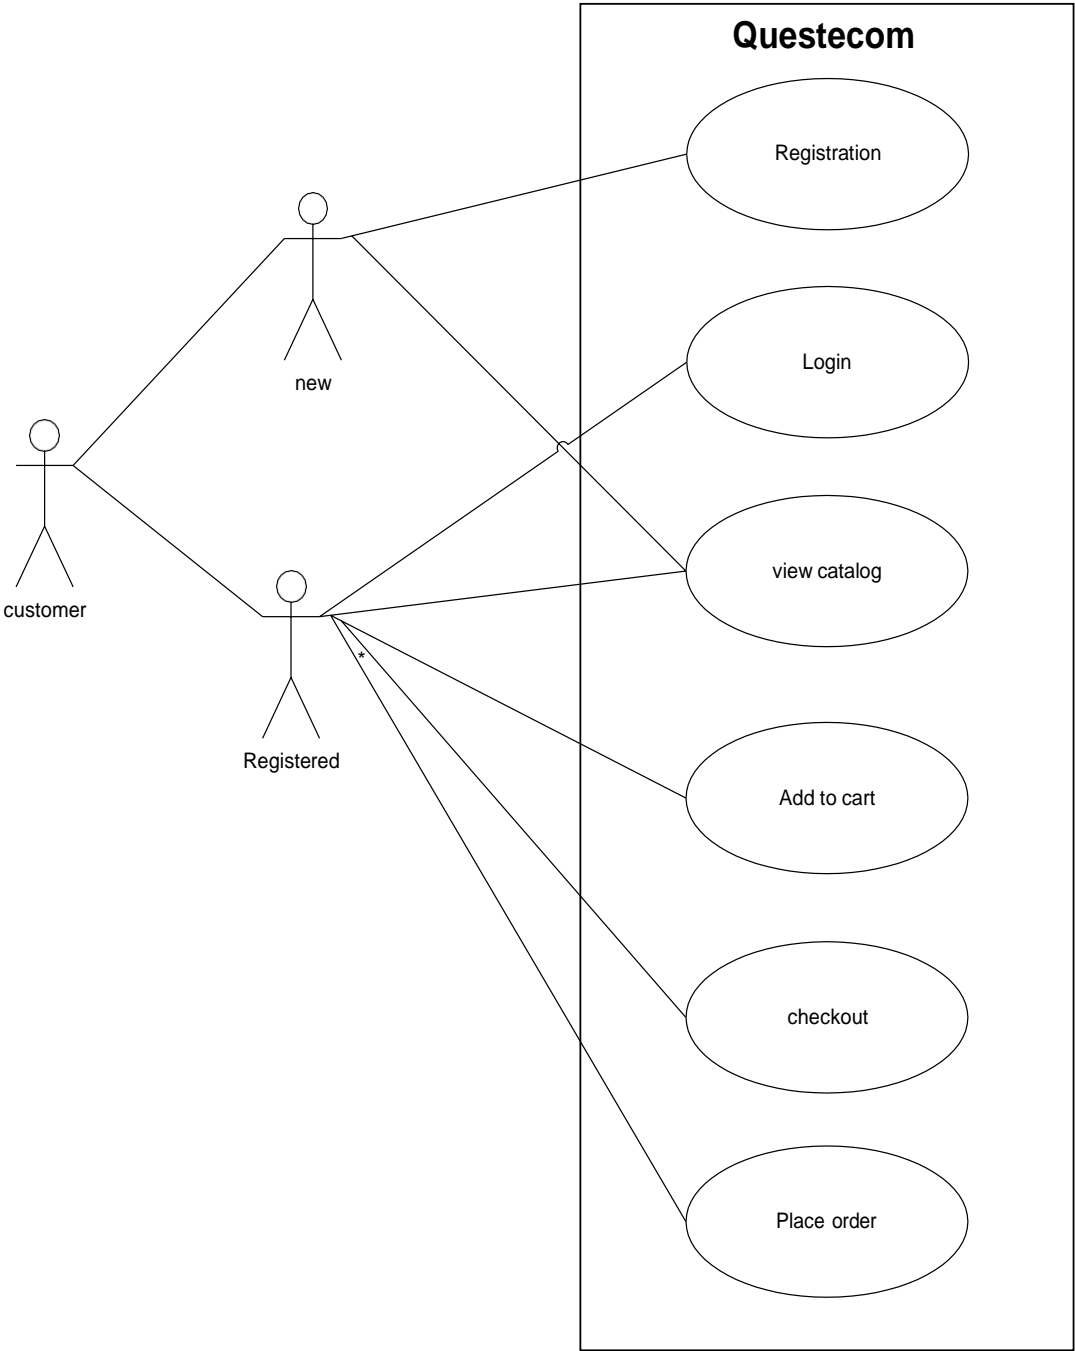 Questecom
Registration
new
Login
customer
view catalog
Registered
*
Add to cart
checkout
Place order